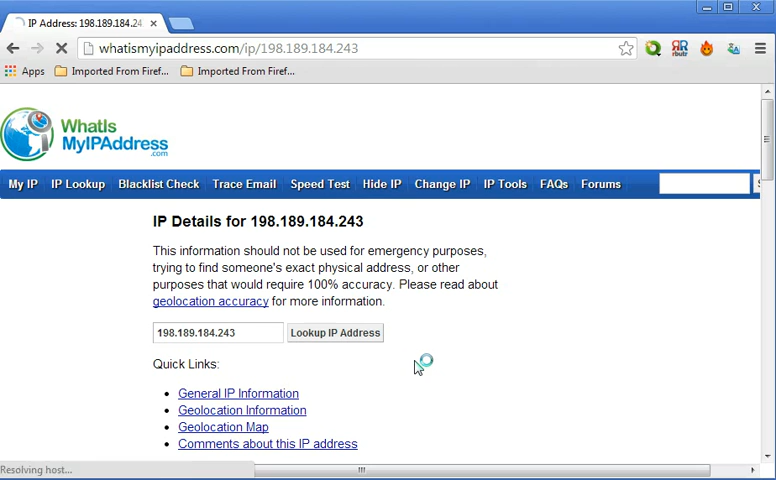 IP Address: 198.189.184.24
whatismyipaddress.com/ip/198.189.184.243
RR rbutr
Apps Imported From Firef... Imported From Firef...
WhatIs
MyIPAddress
.com
My IP IP Lookup Blacklist Check Trace Email Speed Test Hide IP Change IP IP Tools FAQs Forums
IP Details for 198.189.184.243
This information should not be used for emergency purposes,
trying to find someone's exact physical address, or other
purposes that would require 100% accuracy. Please read about
geolocation accuracy for more information.
198.189.184.243 Lookup IP Address
Quick Links:
General IP Information
Geolocation Information
Geolocation Map
Comments about this IP address
Resolving host...